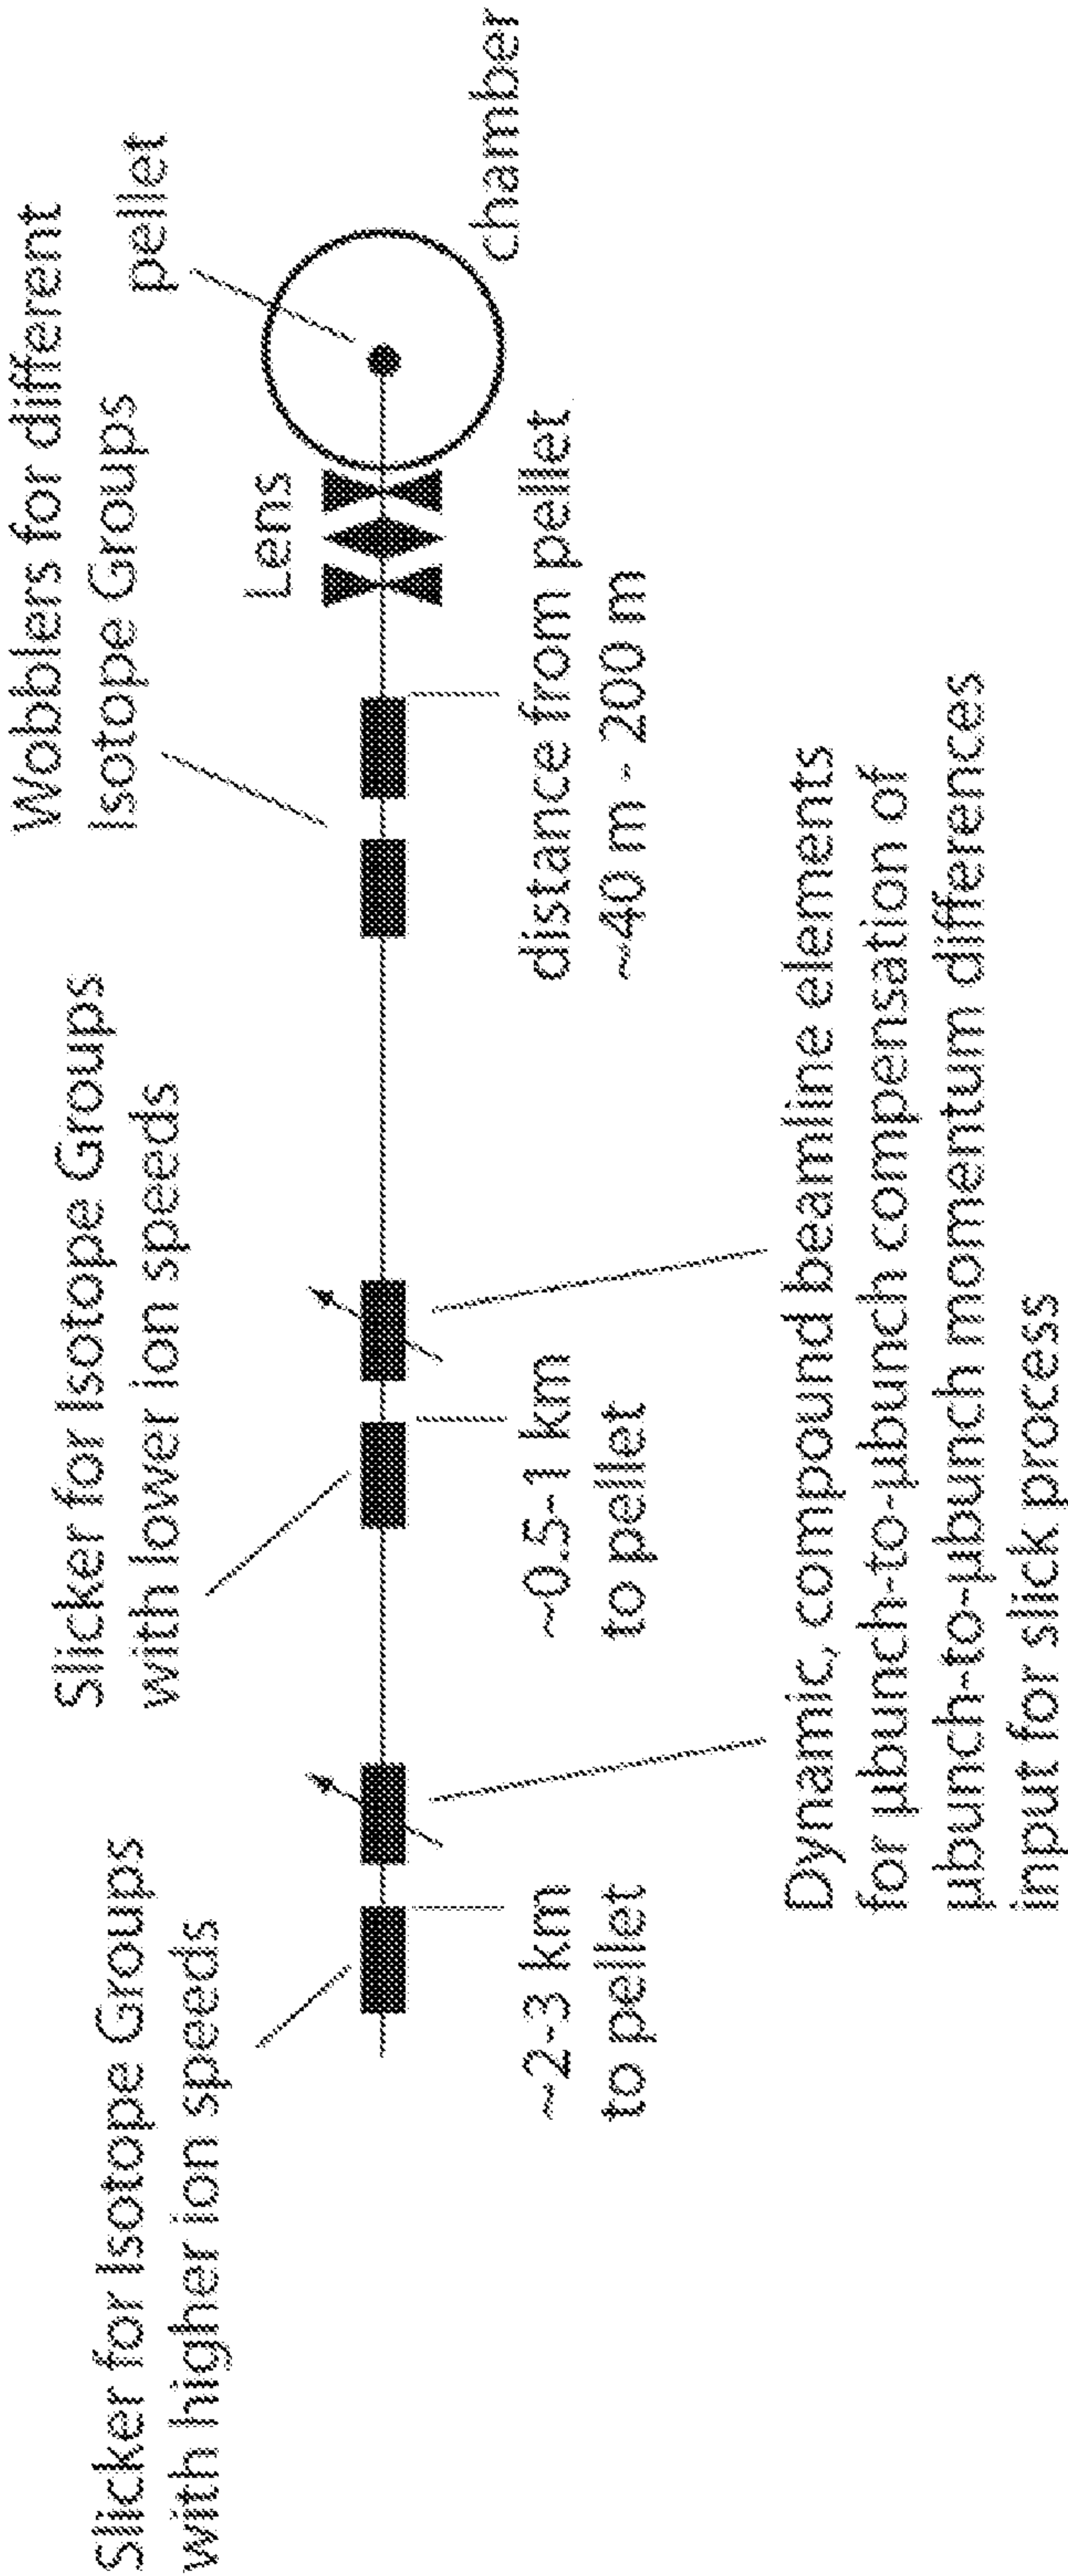 Slicker for Isotope Groups
with higher ion speeds
Slicker for Isotope Groups
with lower ion speeds
Wobblers for different
Isotope Groups
Lens
pellet
chamber
~2-3 km
to pellet
~0.5-1 km
to pellet
distance from pellet
~40 m - 200 m
Dynamic, compound beamline elements
for µbunch-to-µbunch compensation of
µbunch-to-µbunch momentum differences
input for slick process